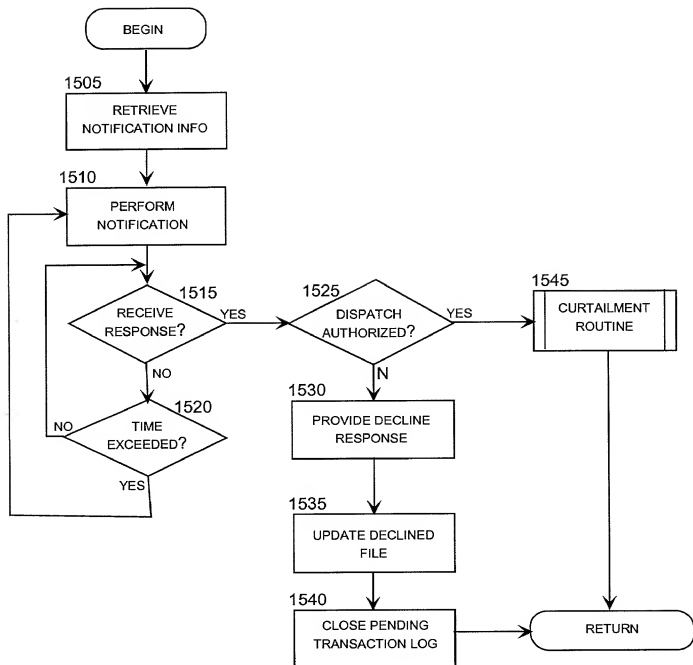 BEGIN
1505
RETRIEVE
NOTIFICATION INFO
1510
PERFORM
NOTIFICATION
1515
RECEIVE
RESPONSE?
YES
NO
1520
TIME
EXCEEDED?
NO
YES
1525
DISPATCH
AUTHORIZED?
YES
N
1530
PROVIDE DECLINE
RESPONSE
1535
UPDATE DECLINED
FILE
1540
CLOSE PENDING
TRANSACTION LOG
1545
CURTAILMENT
ROUTINE
RETURN